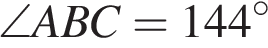 ∠ABC = 144°